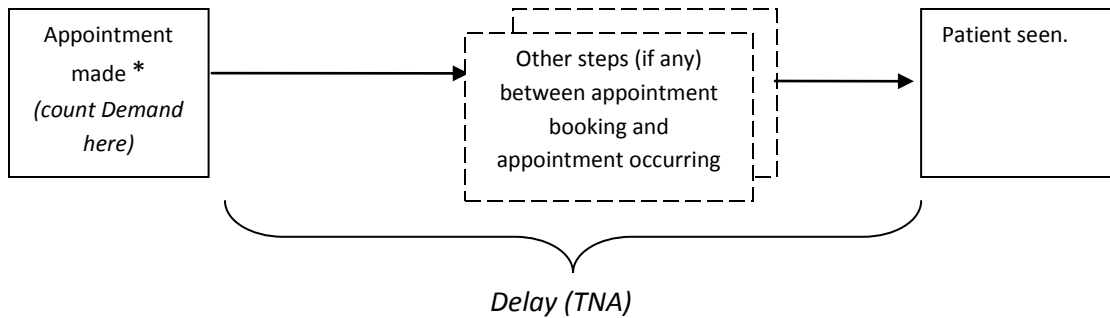 Appointment
made *
(count Demand
here)
Other steps (if any)
between appointment
booking and
appointment occurring
Patient seen.
Delay (TNA)